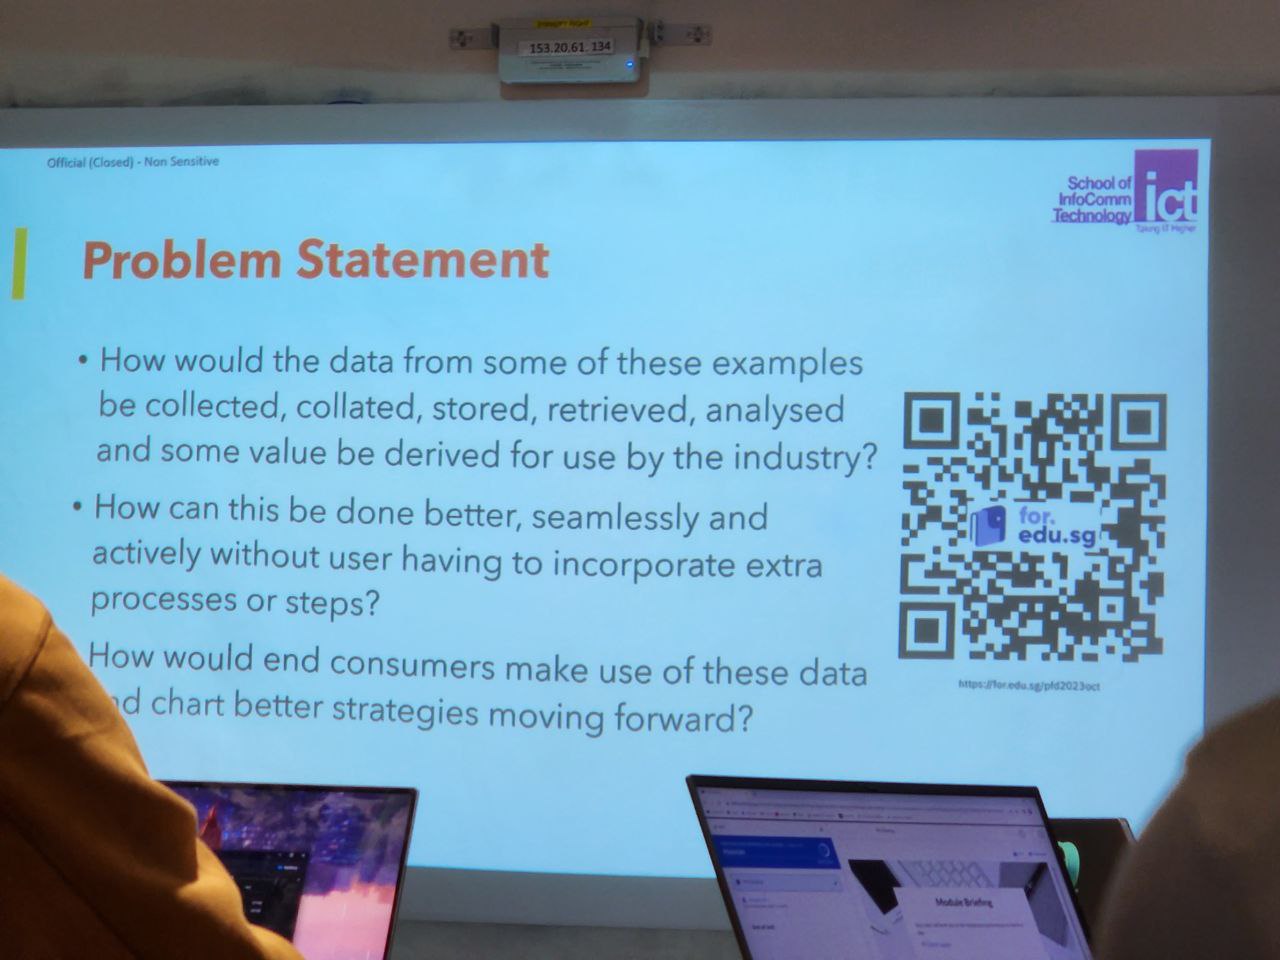 153.20.61.134
Official (Closed) - Non Sensitive
School of
InfoComm
Technology
ict
Taking IT Higher
Problem Statement
• How would the data from some of these examples
be collected, collated, stored, retrieved, analysed
and some value be derived for use by the industry?
• How can this be done better, seamlessly and
actively without user having to incorporate extra
processes or steps?
How would end consumers make use of these data
nd chart better strategies moving forward?
for.
edu.sg
https://for.edu.sg/pfd2023oct
Module Briefing